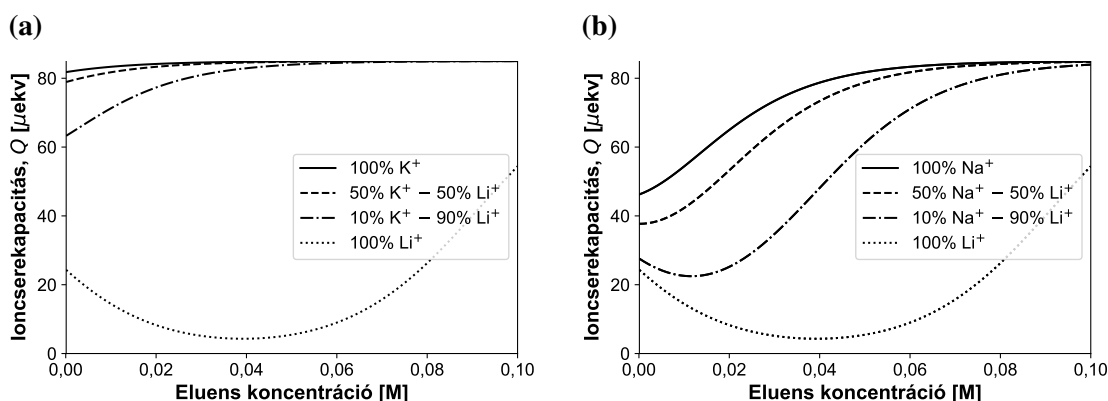 (a)
Ioncserekapacitás, Q [μekv]
80
60
40
20
0
100% K⁺
50% K⁺ – 50% Li⁺
10% K⁺ – 90% Li⁺
100% Li⁺
0,00 0,02 0,04 0,06 0,08 0,10
Eluens koncentráció [M]
(b)
Ioncserekapacitás, Q [μekv]
80
60
40
20
0
100% Na⁺
50% Na⁺ – 50% Li⁺
10% Na⁺ – 90% Li⁺
100% Li⁺
0,00 0,02 0,04 0,06 0,08 0,10
Eluens koncentráció [M]